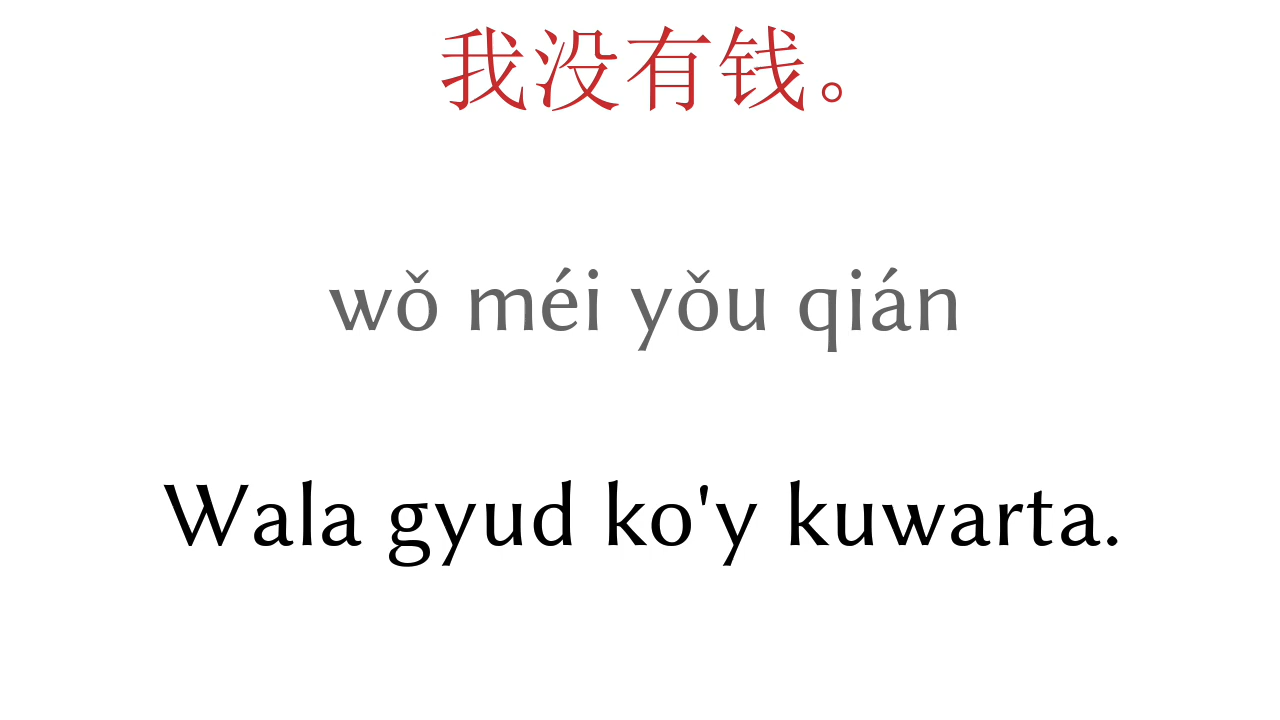 我没有钱。
wǒ méi yǒu qián
Wala gyud ko'y kuwarta.